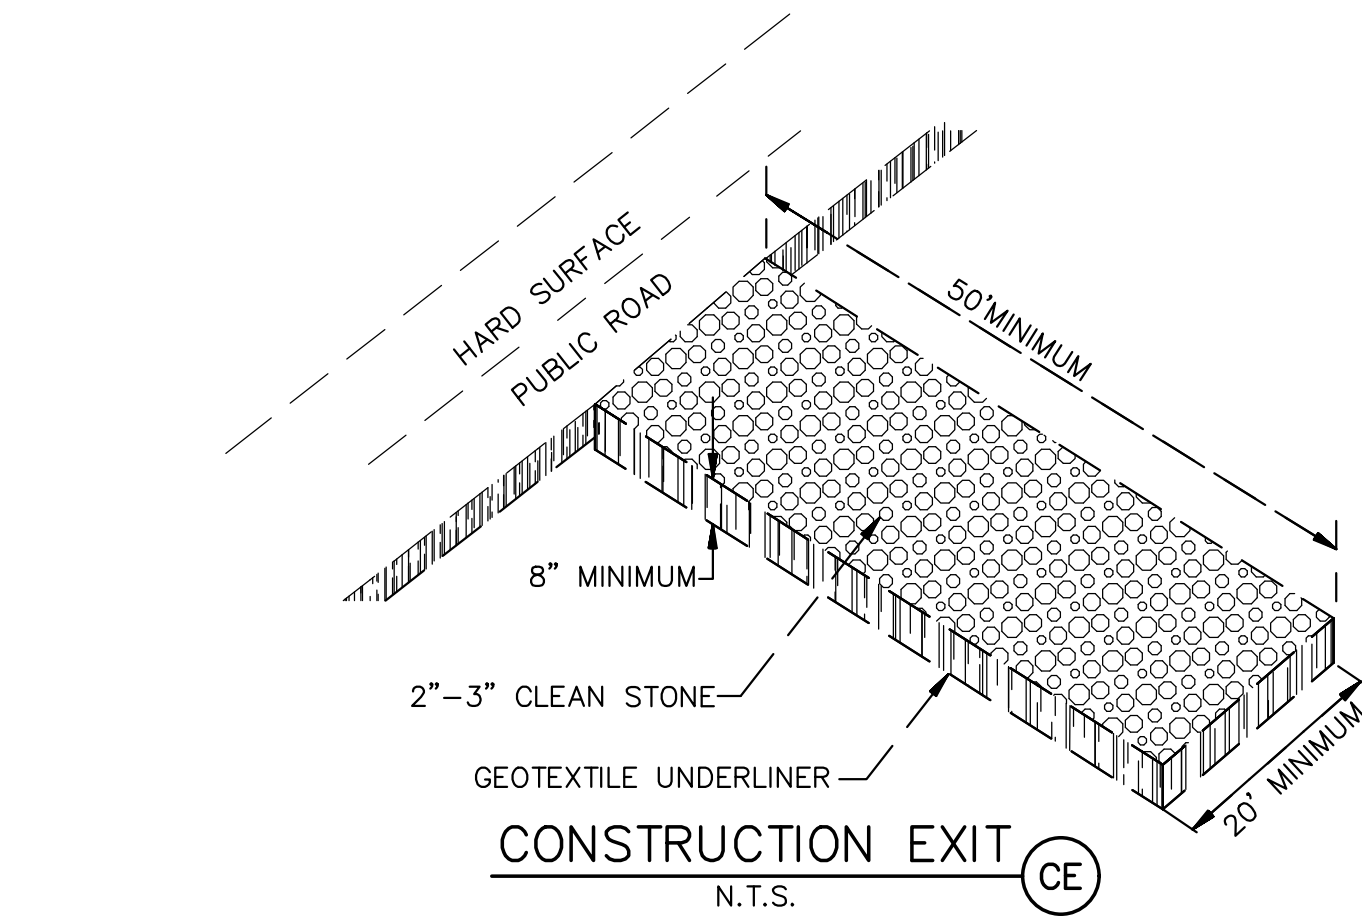 HARD SURFACE
PUBLIC ROAD
50'MINIMUM
8” MINIMUM
2”-3” CLEAN STONE
GEOTEXTILE UNDERLINER
20' MINIMUM
CONSTRUCTION EXIT
CE
N.T.S.